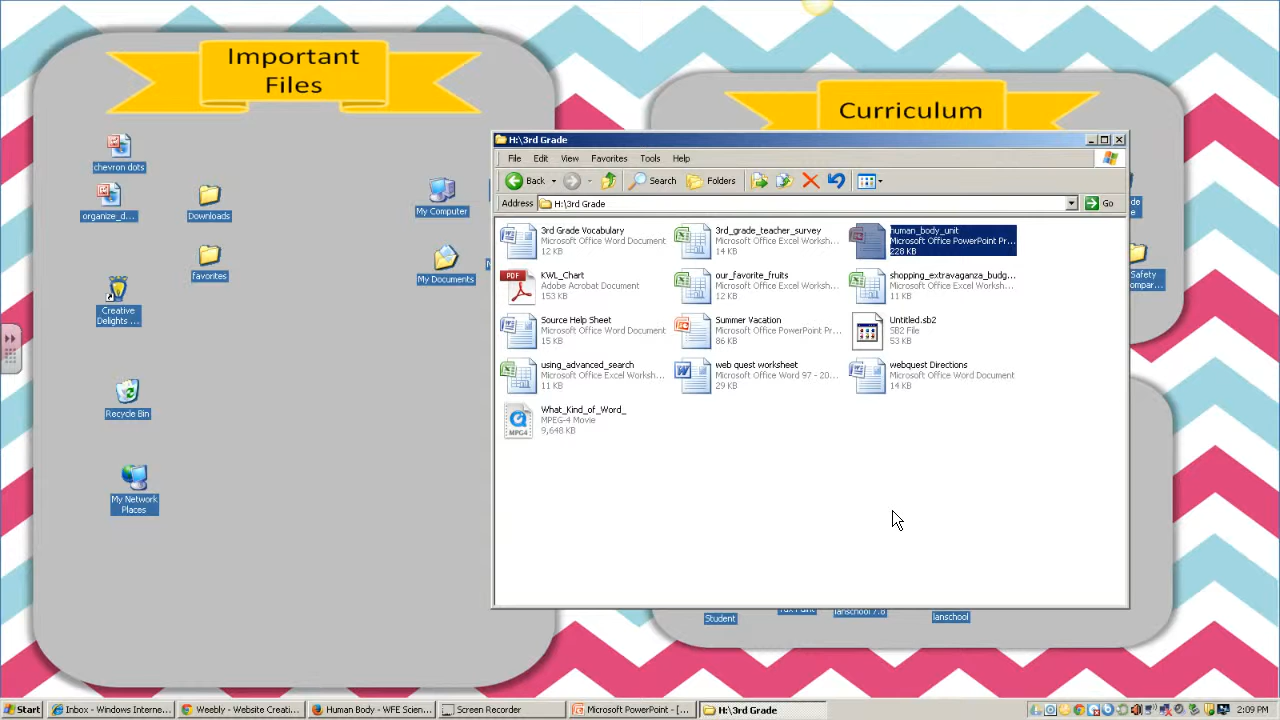 Important
Files
Curriculum
chevron dots
organize_d...
Downloads
favorites
Creative
Delights ...
Recycle Bin
My Network
Places
My Computer
My Documents
H:\3rd Grade
File Edit View Favorites Tools Help
Back Search Folders
Address H:\3rd Grade Go
3rd Grade Vocabulary
Microsoft Office Word Document
12 KB
3rd_grade_teacher_survey
Microsoft Office Excel Worksh...
14 KB
human_body_unit
Microsoft Office PowerPoint Pr...
228 KB
PDF
KWL_Chart
Adobe Acrobat Document
153 KB
our_favorite_fruits
Microsoft Office Excel Worksh...
12 KB
shopping_extravaganza_budg...
Microsoft Office Excel Worksh...
11 KB
Source Help Sheet
Microsoft Office Word Document
15 KB
Summer Vacation
Microsoft Office PowerPoint Pr...
86 KB
Untitled.sb2
SB2 File
53 KB
using_advanced_search
Microsoft Office Excel Worksh...
11 KB
web quest worksheet
Microsoft Office Word 97 - 20...
29 KB
webquest Directions
Microsoft Office Word Document
14 KB
MPEG4
What_Kind_of_Word_
MPEG-4 Movie
9,648 KB
Safety
ompar...
Student
lanschool 7.8
lanschool
Start
Inbox - Windows Interne...
Weebly - Website Creati...
Human Body - WFE Scien...
Screen Recorder
Microsoft PowerPoint - [...
H:\3rd Grade
2:09 PM